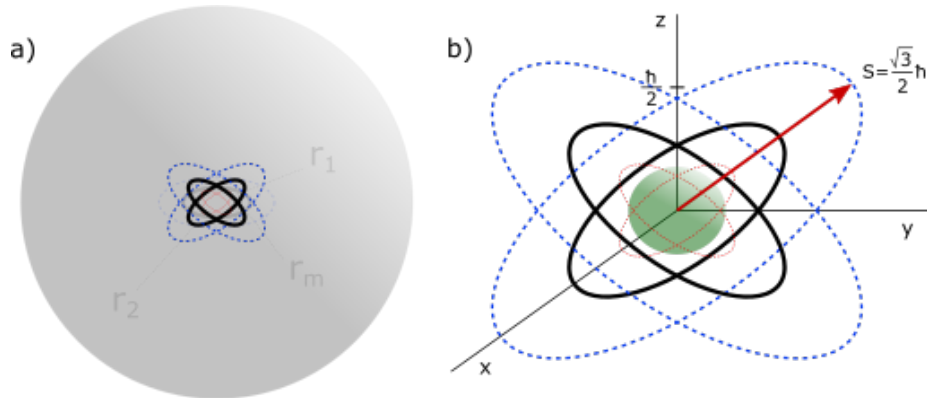 a)
r₁
rₘ
r₂
b)
z
ħ/2
S=√3/2 ħ
y
x